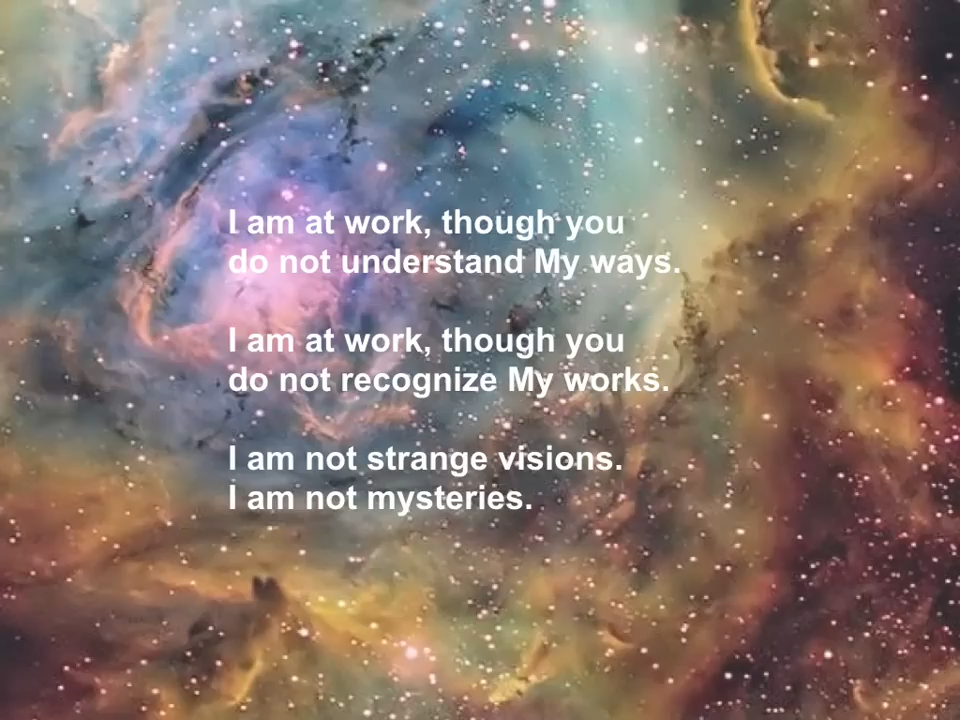 I am at work, though you
do not understand My ways.
I am at work, though you
do not recognize My works.
I am not strange visions.
I am not mysteries.